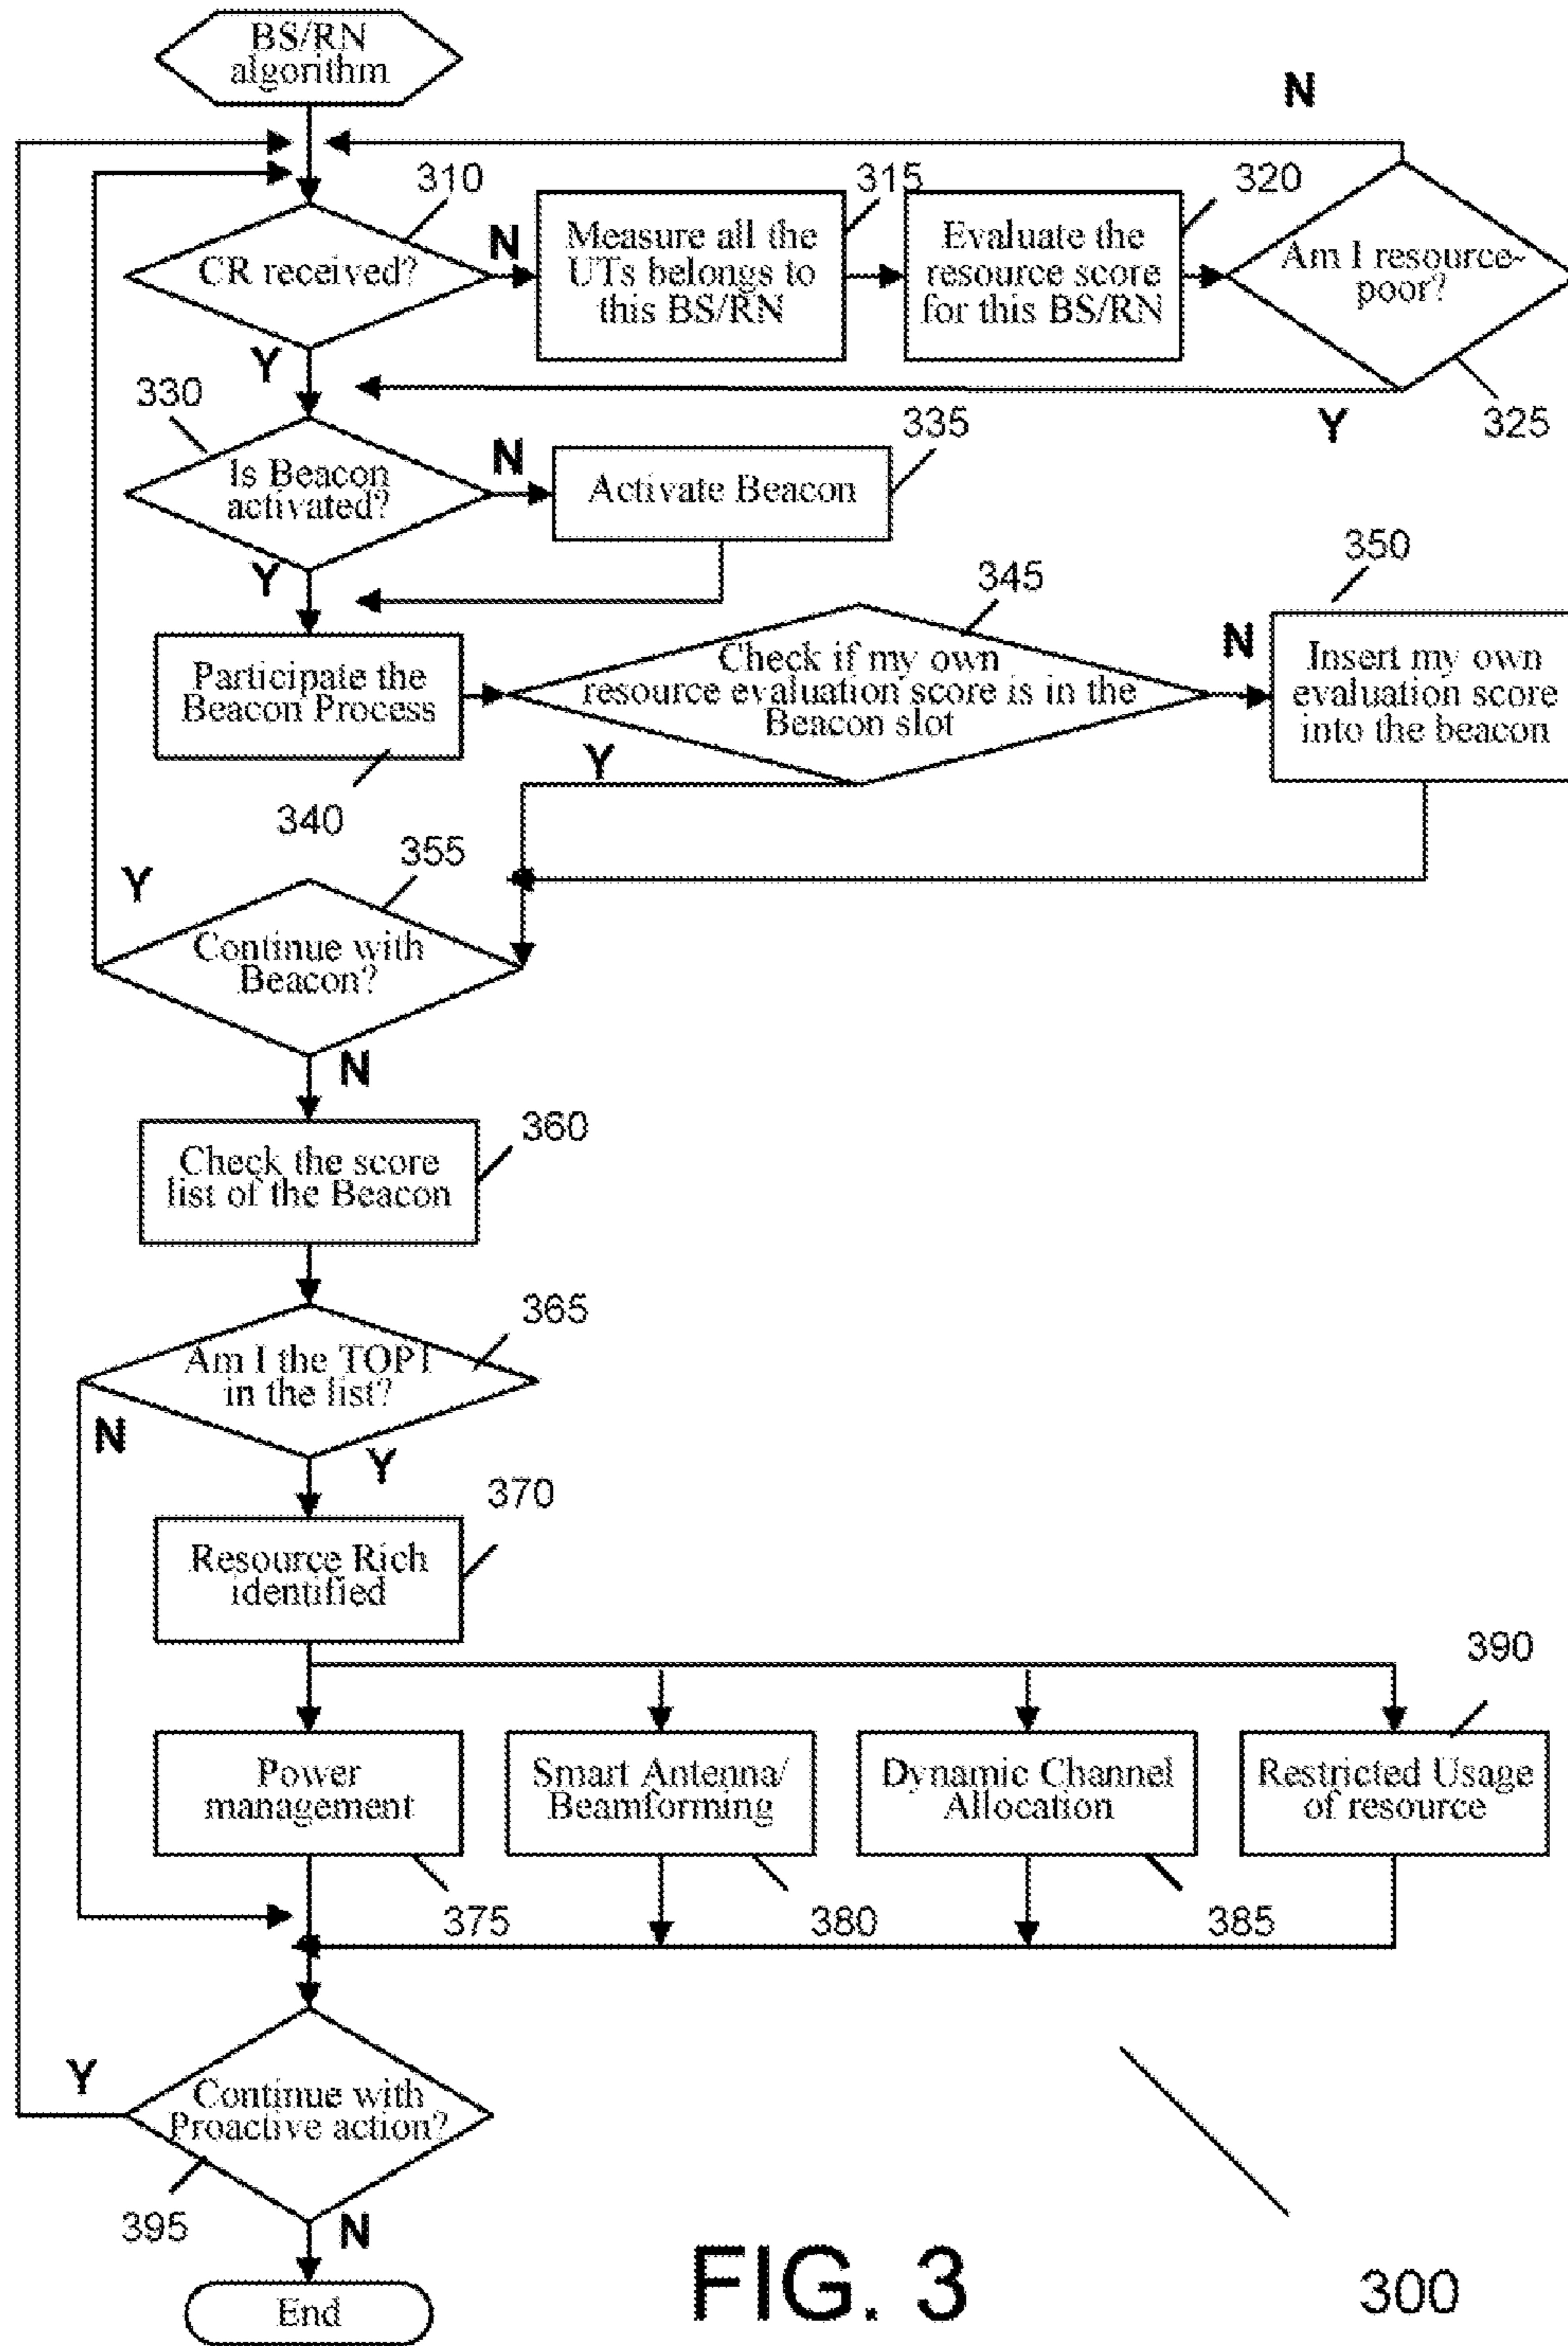 BS/RN
algorithm
N
310
315
320
CR received?
N
Measure all the
UTs belongs to
this BS/RN
Evaluate the
resource score
for this BS/RN
Am I resource-
poor?
Y
330
335
Y
325
Is Beacon
activated?
N
Activate Beacon
Y
345
350
Participate the
Beacon Process
Check if my own
resource evaluation score is in the
Beacon slot
N
Insert my own
evaluation score
into the beacon
340
Y
355
Y
Continue with
Beacon?
N
360
Check the score
list of the Beacon
365
Am I the TOP1
in the list?
N
Y
370
Resource Rich
identified
390
Power
management
Smart Antenna/
Beamforming
Dynamic Channel
Allocation
Restricted Usage
of resource
375
380
385
Y
Continue with
Proactive action?
395
N
End
FIG. 3
300